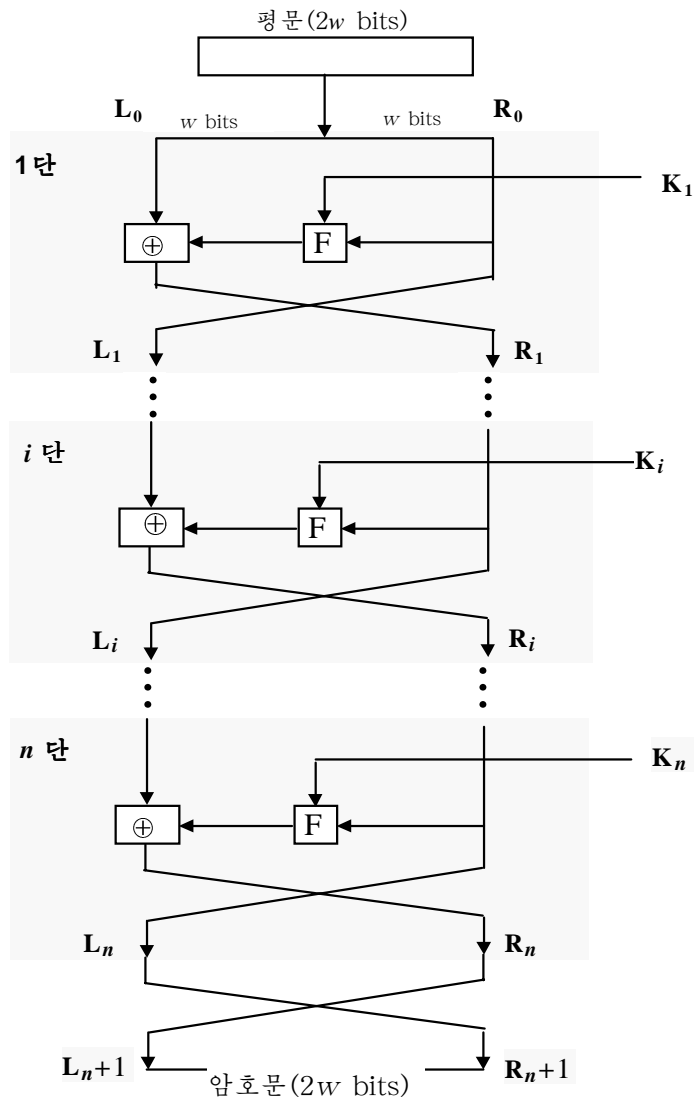 평문(2w bits)
L₀ w bits w bits R₀
1단
K₁
⊕ F
L₁ R₁
i 단
Kᵢ
⊕ F
Lᵢ Rᵢ
n 단
Kₙ
⊕ F
Lₙ Rₙ
Lₙ+1 암호문(2w bits) Rₙ+1